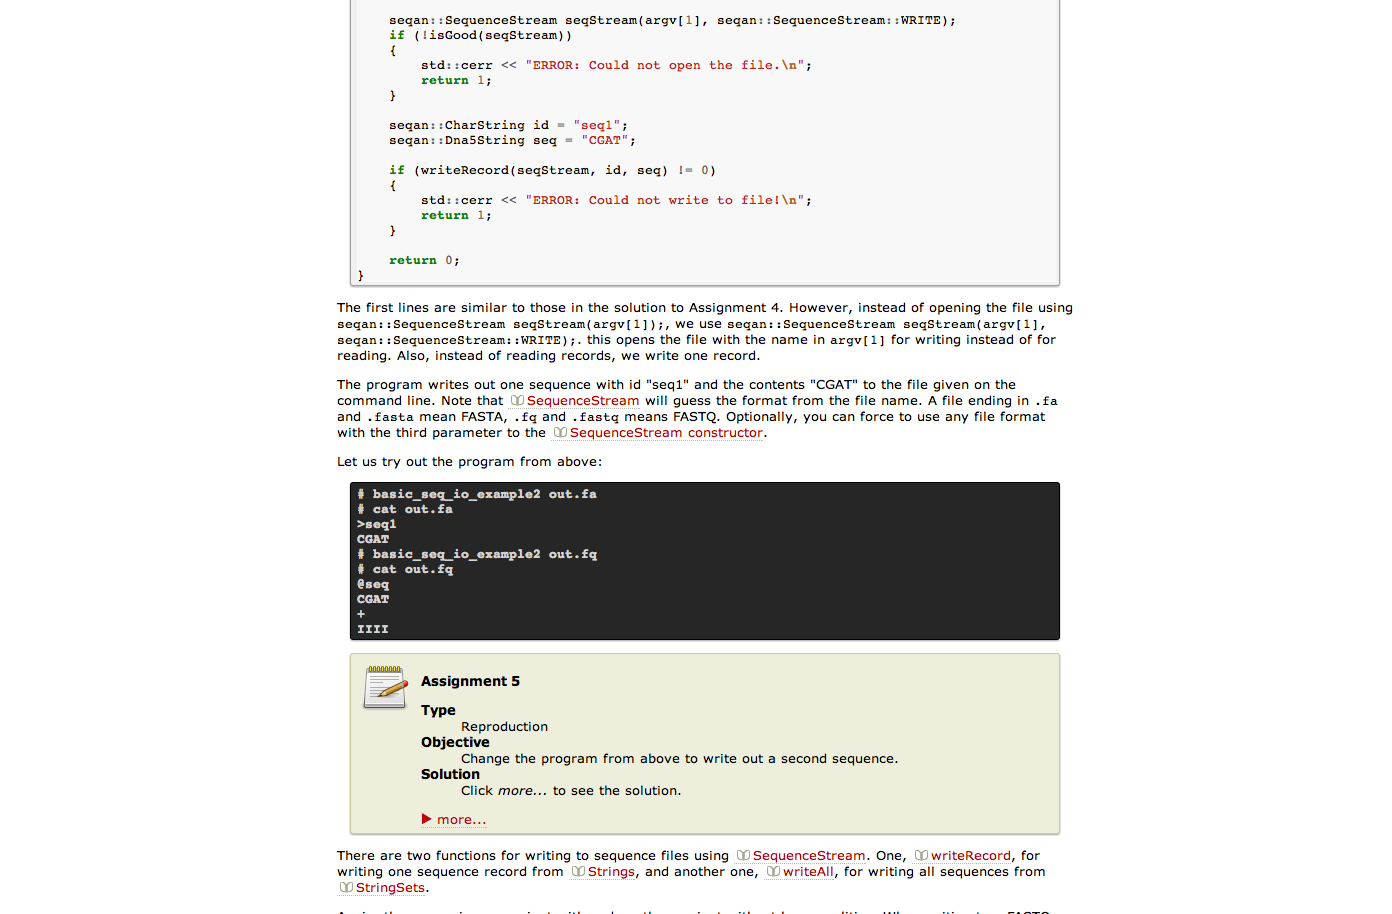 seqan::SequenceStream seqStream(argv[1], seqan::SequenceStream::WRITE);
if (!isGood(seqStream))
{
std::cerr << "ERROR: Could not open the file.\n";
return 1;
}
seqan::CharString id = "seq1";
seqan::Dna5String seq = "CGAT";
if (writeRecord(seqStream, id, seq) != 0)
{
std::cerr << "ERROR: Could not write to file!\n";
return 1;
}
return 0;
}
The first lines are similar to those in the solution to Assignment 4. However, instead of opening the file using
seqan::SequenceStream seqStream(argv[1]);, we use seqan::SequenceStream seqStream(argv[1],
seqan::SequenceStream::WRITE);. this opens the file with the name in argv[1] for writing instead of for
reading. Also, instead of reading records, we write one record.
The program writes out one sequence with id "seq1" and the contents "CGAT" to the file given on the
command line. Note that SequenceStream will guess the format from the file name. A file ending in .fa
and .fasta mean FASTA, .fq and .fastq means FASTQ. Optionally, you can force to use any file format
with the third parameter to the SequenceStream constructor.
Let us try out the program from above:
# basic_seq_io_example2 out.fa
# cat out.fa
>seq1
CGAT
# basic_seq_io_example2 out.fq
# cat out.fq
@seq
CGAT
+
IIII
Assignment 5
Type
Reproduction
Objective
Change the program from above to write out a second sequence.
Solution
Click more... to see the solution.
▶ more...
There are two functions for writing to sequence files using SequenceStream. One, writeRecord, for
writing one sequence record from Strings, and another one, writeAll, for writing all sequences from
StringSets.